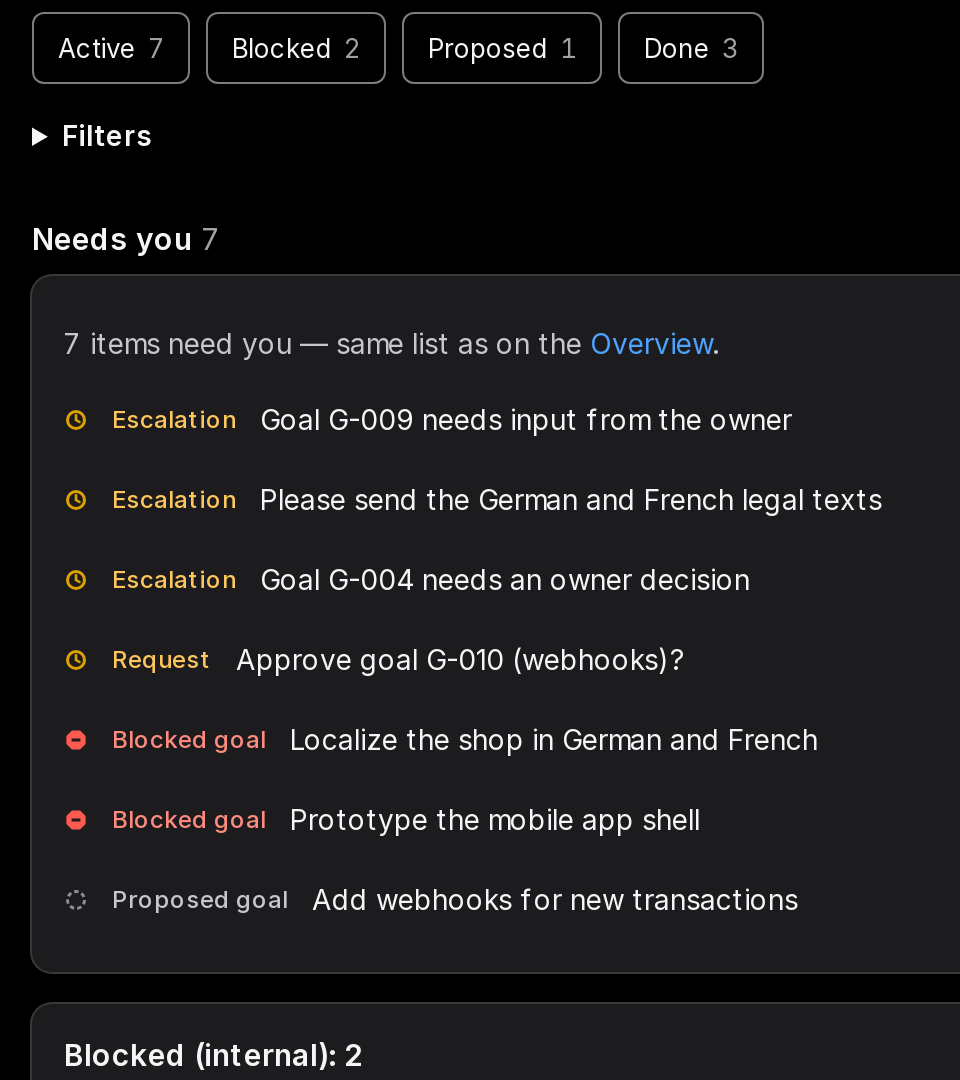 Active 7 Blocked 2 Proposed 1 Done 3
Filters
Needs you 7
7 items need you — same list as on the Overview.
Escalation Goal G-009 needs input from the owner
Escalation Please send the German and French legal texts
Escalation Goal G-004 needs an owner decision
Request Approve goal G-010 (webhooks)?
Blocked goal Localize the shop in German and French
Blocked goal Prototype the mobile app shell
Proposed goal Add webhooks for new transactions
Blocked (internal): 2